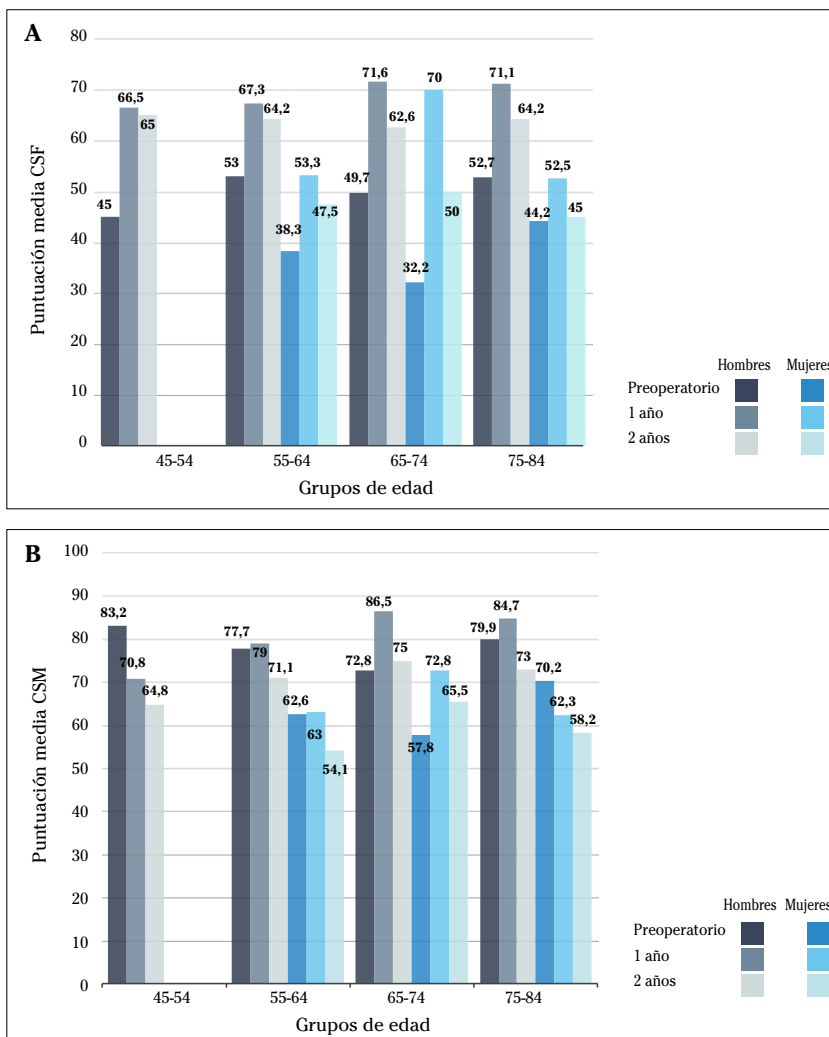 A
Puntuación media CSF
80
70
60
50
40
30
20
10
0
45 66,5 65
53 67,3 64,2 38,3 53,3 47,5
49,7 71,6 62,6 32,2 70 50
52,7 71,1 64,2 44,2 52,5 45
45-54 55-64 65-74 75-84
Grupos de edad
Hombres Mujeres
Preoperatorio
1 año
2 años
B
Puntuación media CSM
100
90
80
70
60
50
40
30
20
10
0
83,2 70,8 64,8
77,7 79 71,1 62,6 63 54,1
72,8 86,5 75 57,8 72,8 65,5
79,9 84,7 73 70,2 62,3 58,2
45-54 55-64 65-74 75-84
Grupos de edad
Hombres Mujeres
Preoperatorio
1 año
2 años